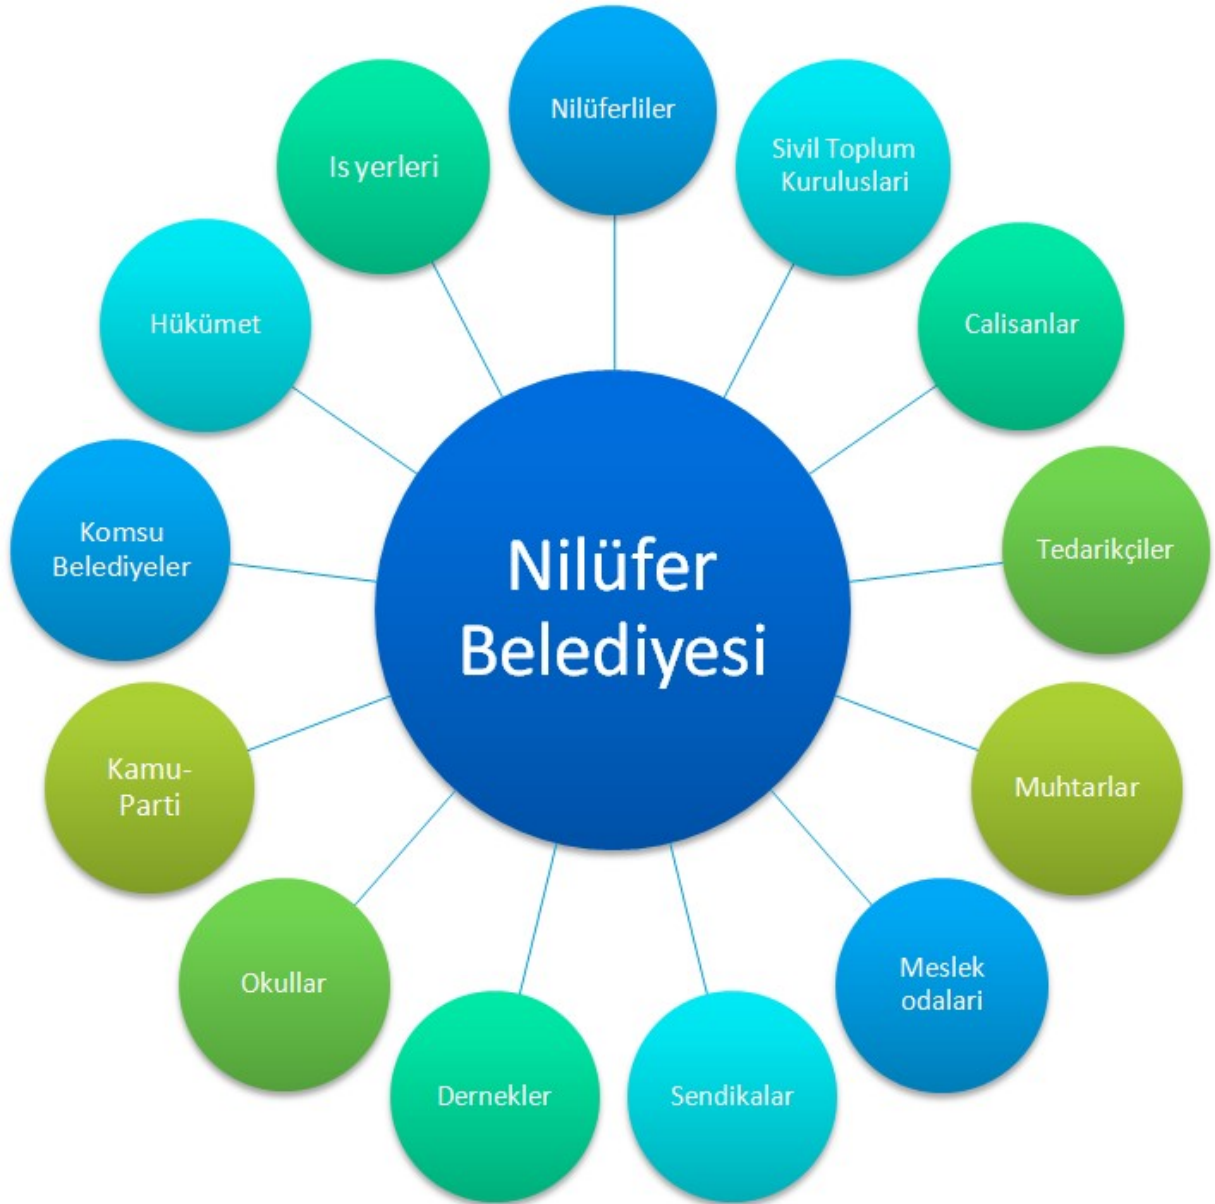 Nilüferliler
Sivil Toplum
Kuruluslari
Calisanlar
Tedarikçiler
Muhtarlar
Meslek
odalari
Sendikalar
Dernekler
Okullar
Kamu-
Parti
Komsu
Belediyeler
Hükümet
Is yerleri
Nilüfer
Belediyesi